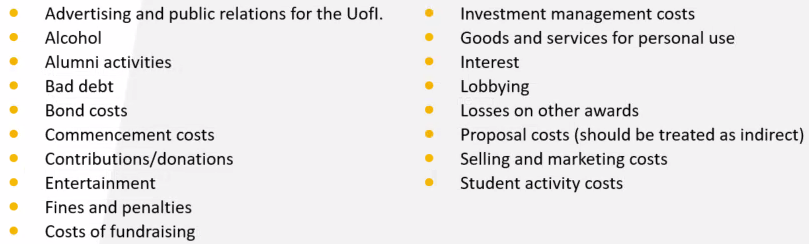 Advertising and public relations for the UofI.
Alcohol
Alumni activities
Bad debt
Bond costs
Commencement costs
Contributions/donations
Entertainment
Fines and penalties
Costs of fundraising
Investment management costs
Goods and services for personal use
Interest
Lobbying
Losses on other awards
Proposal costs (should be treated as indirect)
Selling and marketing costs
Student activity costs